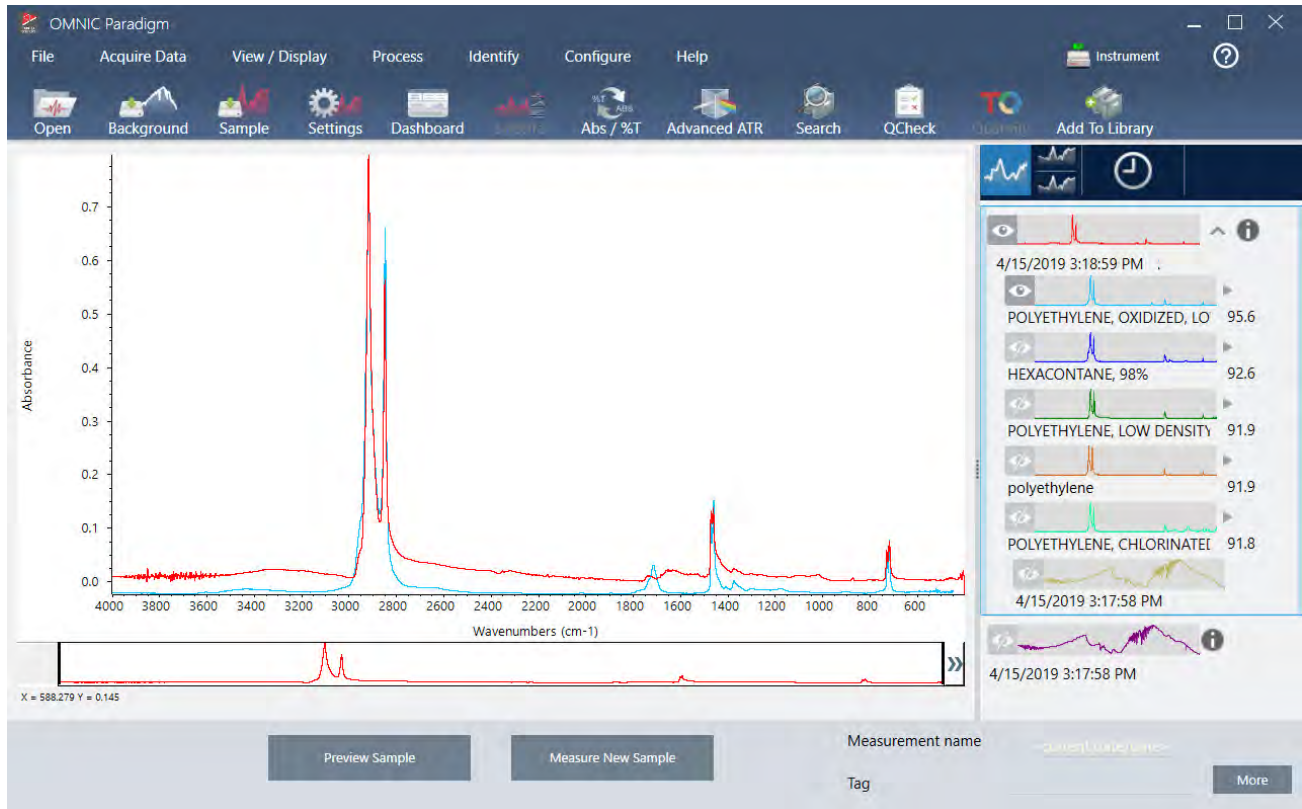 OMNIC Paradigm
File Acquire Data View / Display Process Identify Configure Help Instrument
Open Background Sample Settings Dashboard Abs / %T Advanced ATR Search QCheck Add To Library
Absorbance
0.7
0.6
0.5
0.4
0.3
0.2
0.1
0.0
4000 3800 3600 3400 3200 3000 2800 2600 2400 2200 2000 1800 1600 1400 1200 1000 800 600
Wavenumbers (cm-1)
X = 588.279 Y = 0.145
4/15/2019 3:18:59 PM .
POLYETHYLENE, OXIDIZED, LO 95.6
HEXACONTANE, 98% 92.6
POLYETHYLENE, LOW DENSITY 91.9
polyethylene 91.9
POLYETHYLENE, CHLORINATE 91.8
4/15/2019 3:17:58 PM
4/15/2019 3:17:58 PM
Preview Sample Measure New Sample
Measurement name
Tag
More